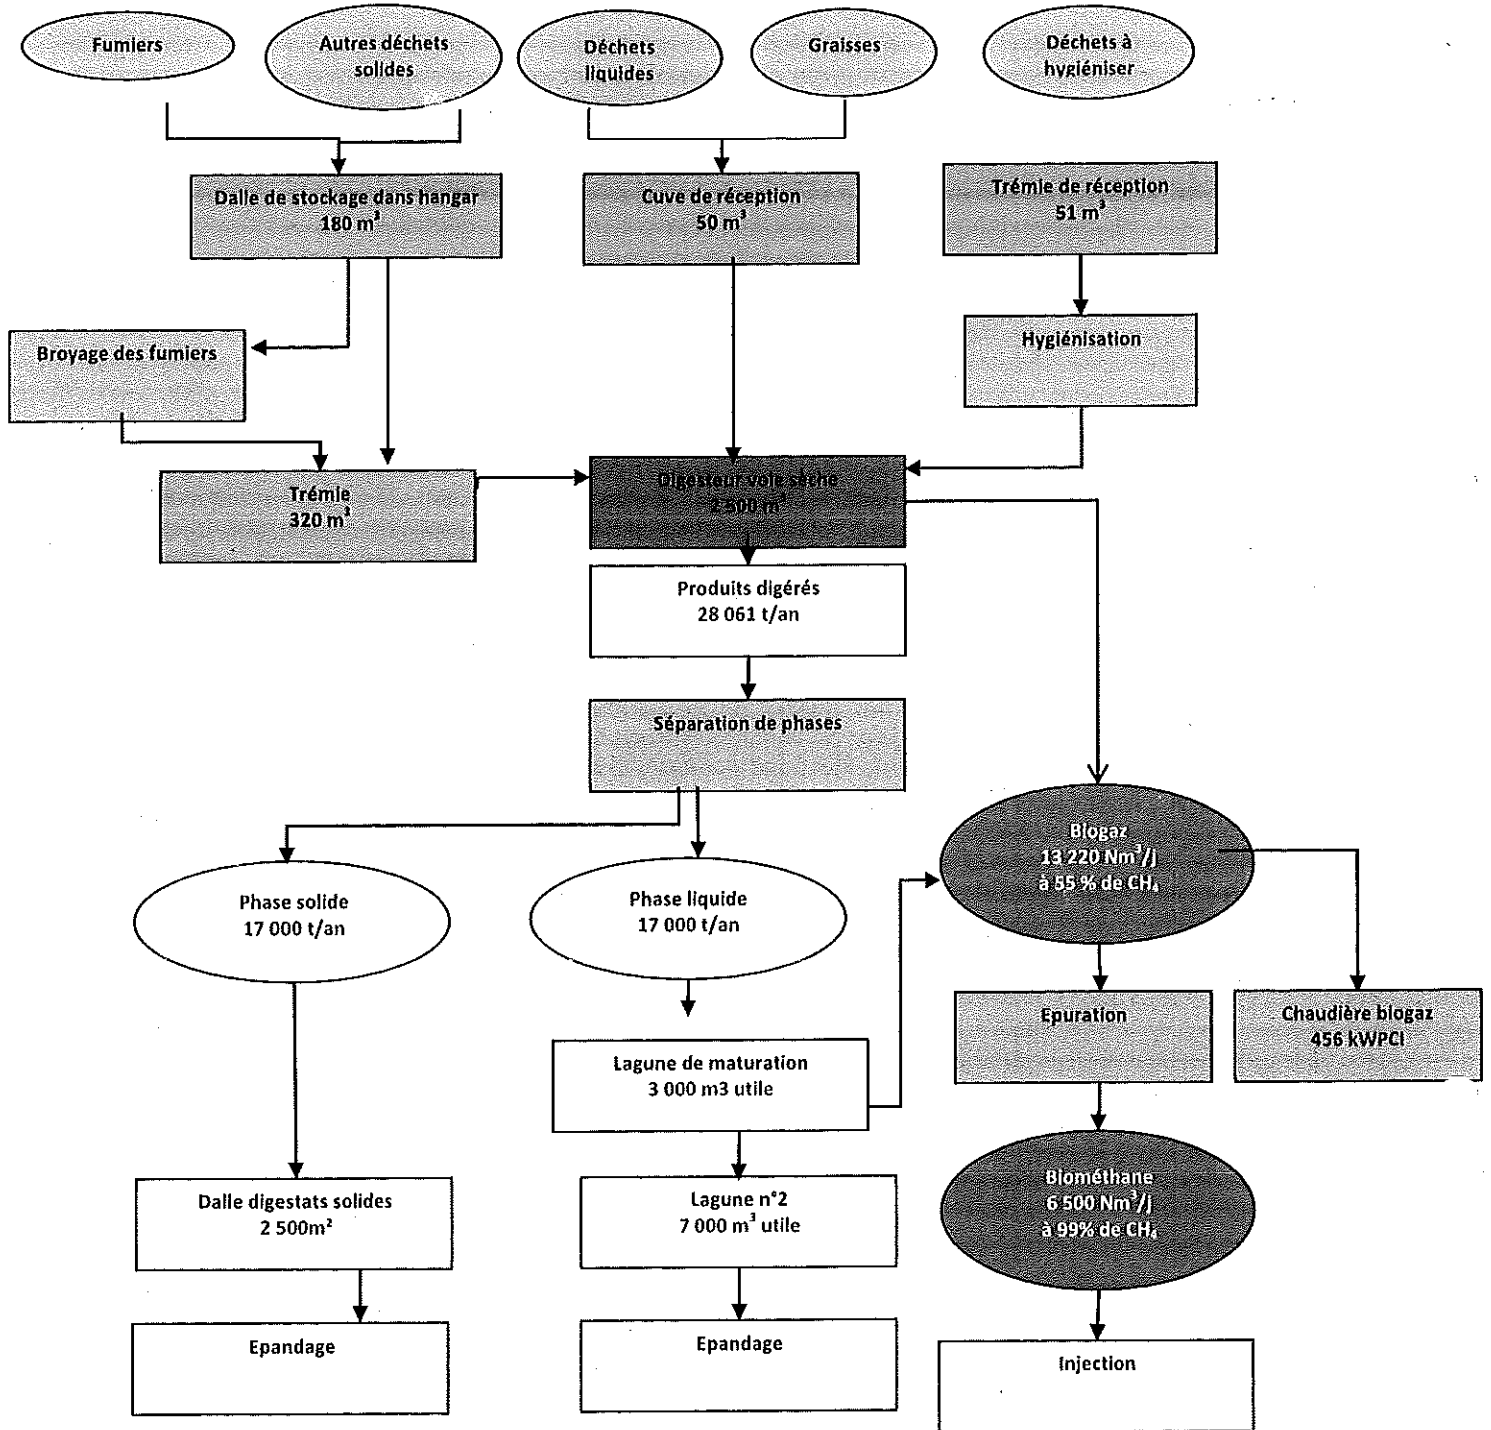 Fumiers
Autres déchets
solides
Déchets
liquides
Graisses
Déchets à
hygiéniser
Dalle de stockage dans hangar
180 m³
Cuve de réception
50 m³
Trémie de réception
51 m³
Broyage des fumiers
Hygiénisation
Trémie
320 m³
Digesteur voie sèche
2 500 m³
Produits digérés
28 061 t/an
Séparation de phases
Phase solide
17 000 t/an
Phase liquide
17 000 t/an
Biogaz
13 220 Nm³/j
à 55 % de CH₄
Epuration
Chaudière biogaz
456 kWPCI
Lagune de maturation
3 000 m3 utile
Dalle digestats solides
2 500m²
Lagune n°2
7 000 m³ utile
Biométhane
6 500 Nm³/j
à 99% de CH₄
Epandage
Epandage
Injection